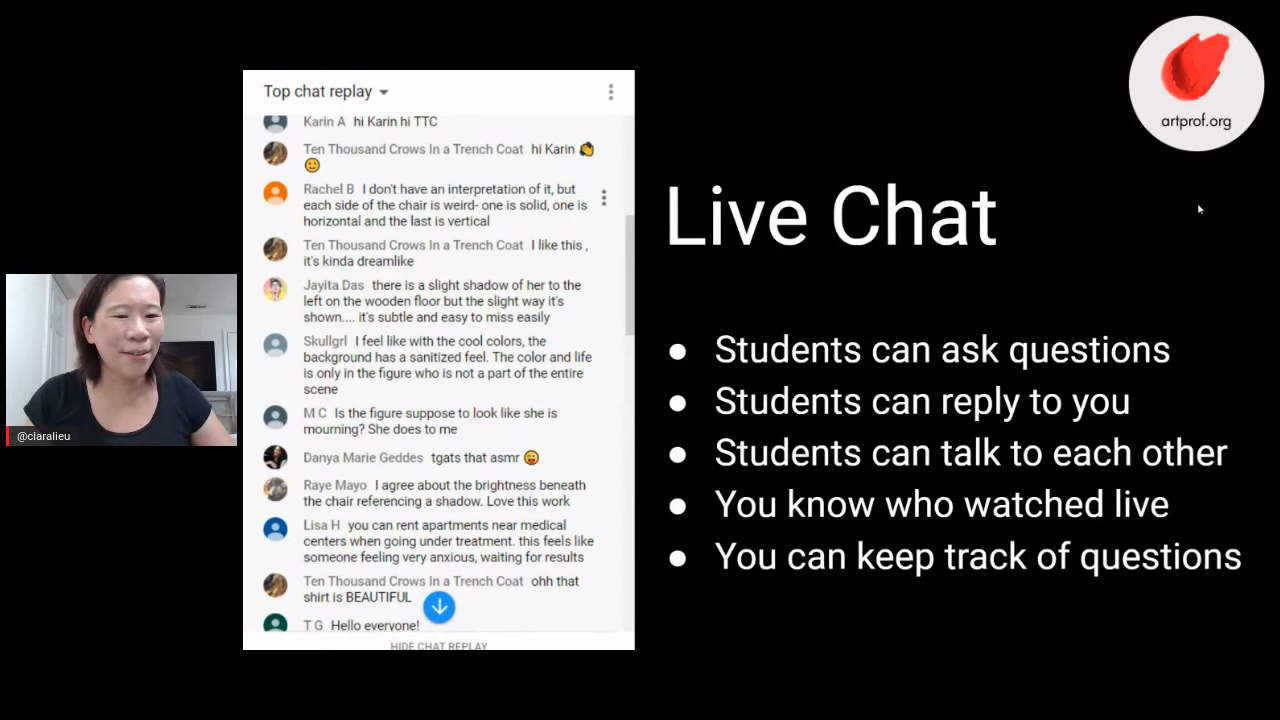 artprof.org
Top chat replay
Karin A hi Karin hi TTC
Ten Thousand Crows In a Trench Coat hi Karin
Rachel B I don't have an interpretation of it, but
each side of the chair is weird- one is solid, one is
horizontal and the last is vertical
Ten Thousand Crows In a Trench Coat I like this ,
it's kinda dreamlike
Jayita Das there is a slight shadow of her to the
left on the wooden floor but the slight way it's
shown.... it's subtle and easy to miss easily
Skullgrl I feel like with the cool colors, the
background has a sanitized feel. The color and life
is only in the figure who is not a part of the entire
scene
M C Is the figure suppose to look like she is
mourning? She does to me
Danya Marie Geddes tgats that asmr
Raye Mayo I agree about the brightness beneath
the chair referencing a shadow. Love this work
Lisa H you can rent apartments near medical
centers when going under treatment. this feels like
someone feeling very anxious, waiting for results
Ten Thousand Crows In a Trench Coat ohh that
shirt is BEAUTIFUL
T G Hello everyone!
HIDE CHAT REPLAY
@claralieu
Live Chat
● Students can ask questions
● Students can reply to you
● Students can talk to each other
● You know who watched live
● You can keep track of questions